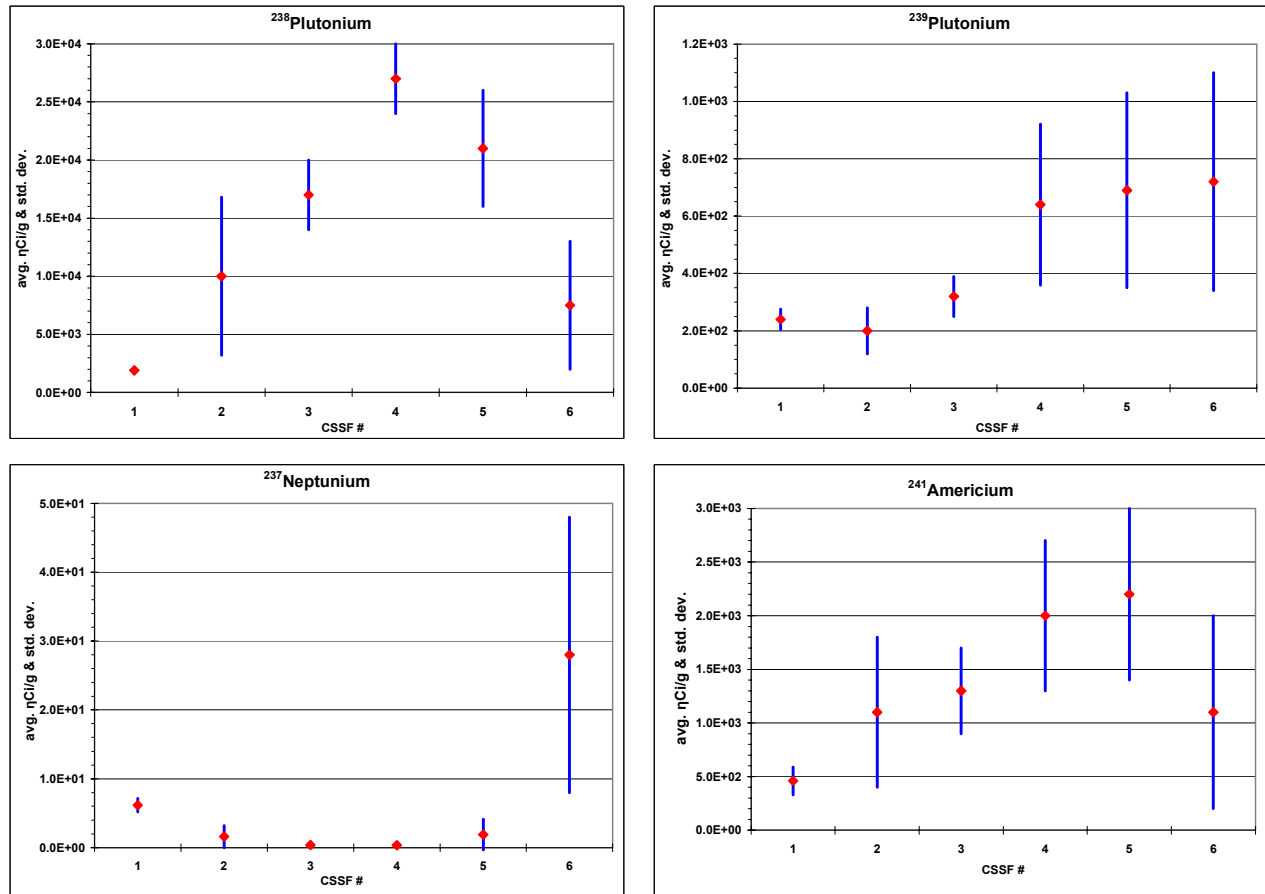 238Plutonium
3.0E+04
2.5E+04
2.0E+04
1.5E+04
1.0E+04
5.0E+03
0.0E+00
avg. ηCi/g & std. dev.
1 2 3 4 5 6
CSSF #
239Plutonium
1.2E+03
1.0E+03
8.0E+02
6.0E+02
4.0E+02
2.0E+02
0.0E+00
avg. ηCi/g & std. dev.
1 2 3 4 5 6
CSSF #
237Neptunium
5.0E+01
4.0E+01
3.0E+01
2.0E+01
1.0E+01
0.0E+00
avg. ηCi/g & std. dev.
1 2 3 4 5 6
CSSF #
241Americium
3.0E+03
2.5E+03
2.0E+03
1.5E+03
1.0E+03
5.0E+02
0.0E+00
avg. ηCi/g & std. dev.
1 2 3 4 5 6
CSSF #